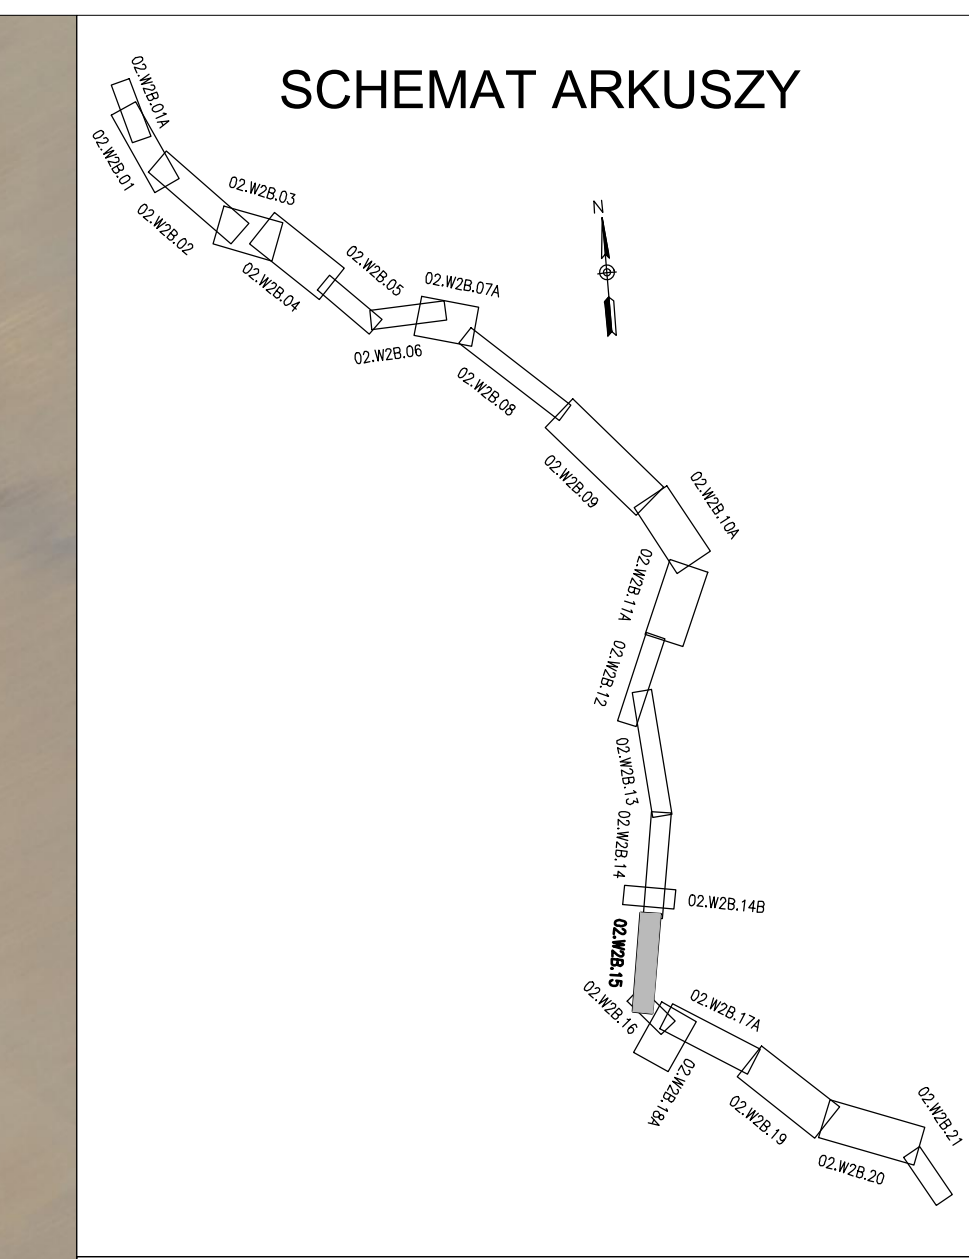 SCHEMAT ARKUSZY
02.W2B.01A
02.W2B.01
02.W2B.02
02.W2B.03
N
02.W2B.04
02.W2B.05
02.W2B.07A
02.W2B.06
02.W2B.08
02.W2B.09
02.W2B.10A
02.W2B.11A
02.W2B.12
02.W2B.13
02.W2B.14
02.W2B.14B
02.W2B.15
02.W2B.16
02.W2B.17A
02.W2B.18A
02.W2B.19
02.W2B.21
02.W2B.20